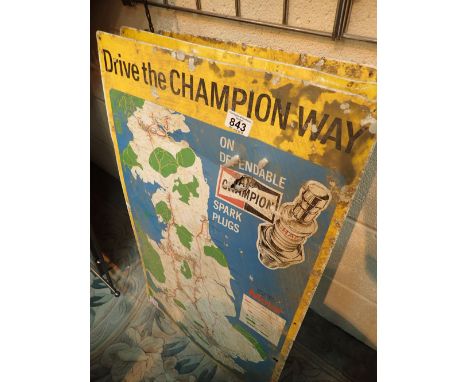 Drive the CHAMPION WAY
843
ON
DEPENDABLE
CHAMPION
SPARK
PLUGS